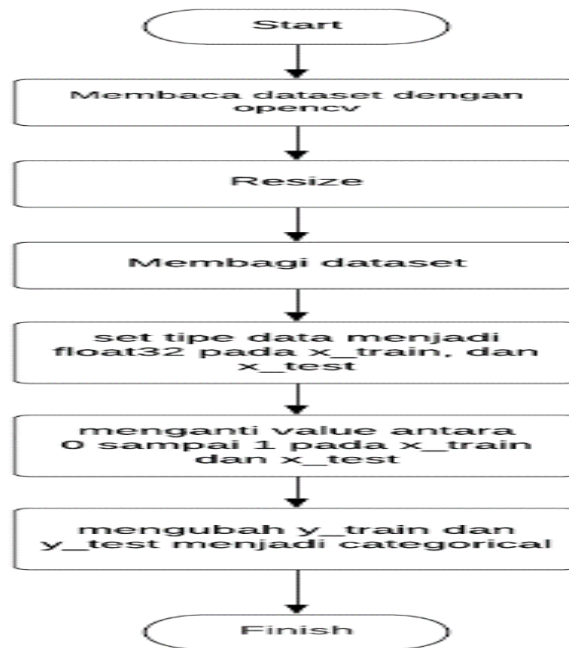 Start
Membaca dataset dengan
opencv
Resize
Membagi dataset
set tipe data menjadi
float32 pada x_train, dan
x_test
menganti value antara
0 sampai 1 pada x_train
dan x_test
mengubah y_train dan
y_test menjadi categorical
Finish